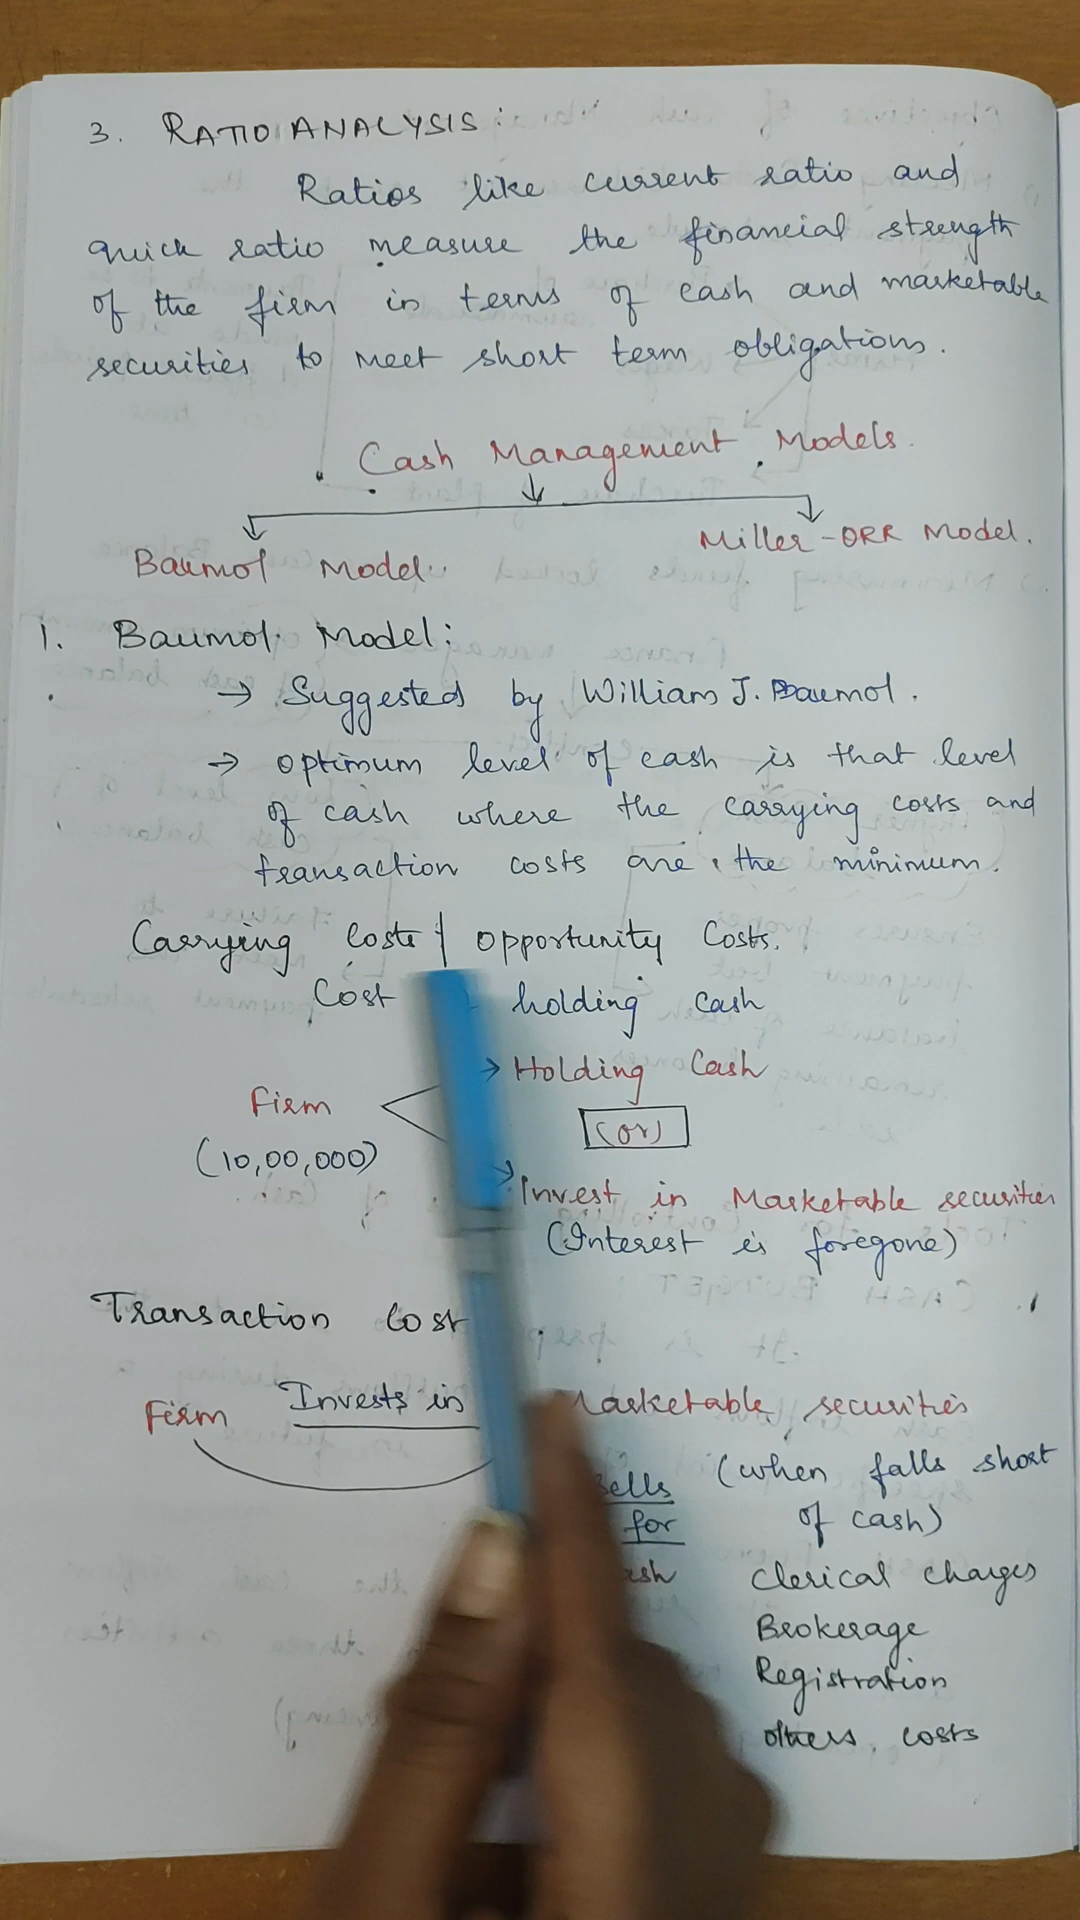 3. RATIO ANALYSIS:
Ratios like current ratio and
quick ratio measure the financial strength
of the firm in terms of cash and marketable
securities to meet short term obligations.
Cash Management Models.
Baumol Model.
Miller-ORR Model.
1. Baumol Model:
→ Suggested by William J. Baumol.
→ optimum level of cash is that level
of cash where the carrying costs and
transaction costs are the minimum.
Carrying Costs / Opportunity Costs.
Cost holding cash
→ Holding Cash
Firm
(or)
(10,00,000)
→ Invest in Marketable securities
(Interest is foregone)
Transaction Cost
Firm Invests in Marketable securities
Sells (when falls short
for of cash)
clerical charges
Brokerage
Registration
others. costs